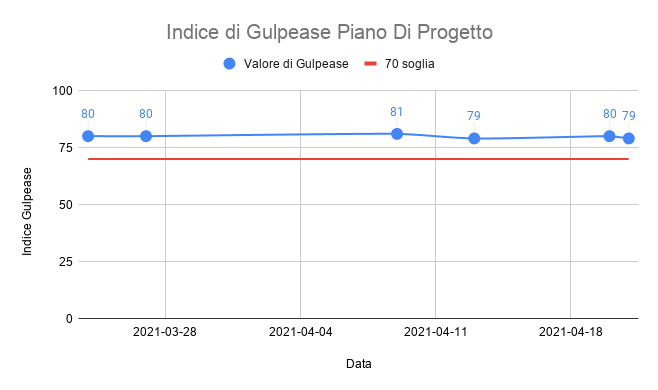 Indice di Gulpease Piano Di Progetto
Valore di Gulpease 70 soglia
100
80 80 81 79 80 79
75
50
25
0
Indice Gulpease
2021-03-28 2021-04-04 2021-04-11 2021-04-18
Data